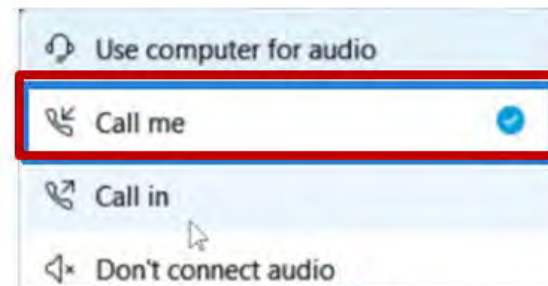 Use computer for audio
Call me
Call in
Don't connect audio